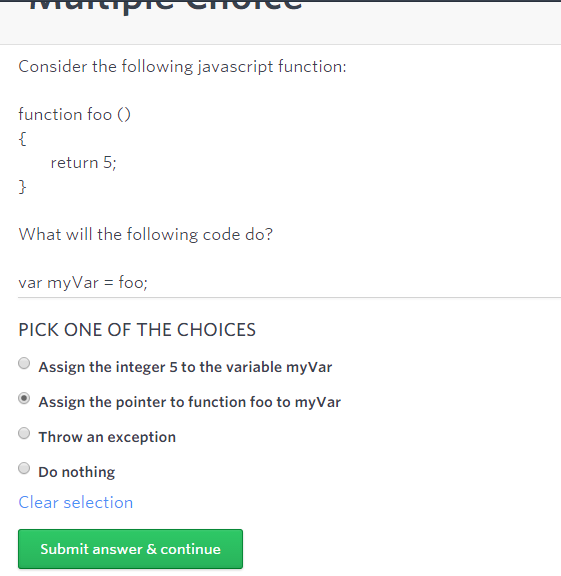 Multiple Choice
Consider the following javascript function:
function foo ()
{
return 5;
}
What will the following code do?
var myVar = foo;
PICK ONE OF THE CHOICES
Assign the integer 5 to the variable myVar
Assign the pointer to function foo to myVar
Throw an exception
Do nothing
Clear selection
Submit answer & continue